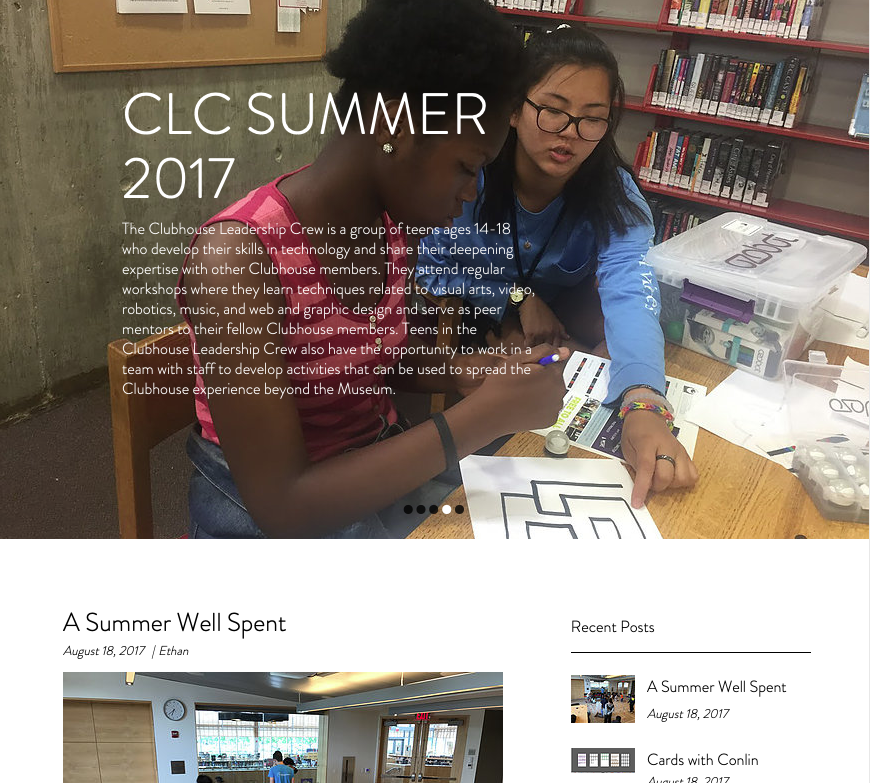 CLC SUMMER
2017
The Clubhouse Leadership Crew is a group of teens ages 14-18
who develop their skills in technology and share their deepening
expertise with other Clubhouse members. They attend regular
workshops where they learn techniques related to visual arts, video,
robotics, music, and web and graphic design and serve as peer
mentors to their fellow Clubhouse members. Teens in the
Clubhouse Leadership Crew also have the opportunity to work in a
team with staff to develop activities that can be used to spread the
Clubhouse experience beyond the Museum.
A Summer Well Spent
August 18, 2017 | Ethan
Recent Posts
A Summer Well Spent
August 18, 2017
Cards with Conlin
August 18, 2017